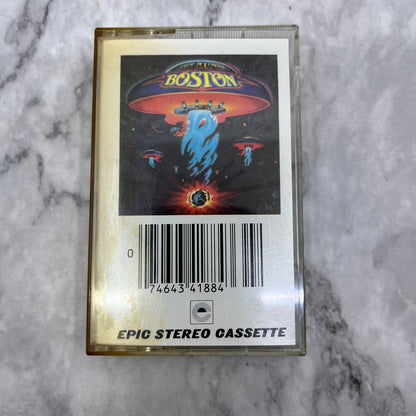 BOSTON
0
74643 41884
EPIC STEREO CASSETTE